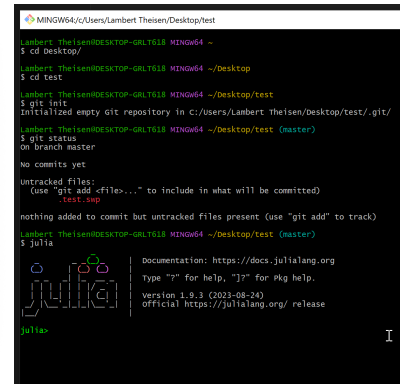 MINGW64:/c/Users/Lambert Theisen/Desktop/test
Lambert Theisen@DESKTOP-GRLT618 MINGW64 ~
$ cd Desktop/
Lambert Theisen@DESKTOP-GRLT618 MINGW64 ~/Desktop
$ cd test
Lambert Theisen@DESKTOP-GRLT618 MINGW64 ~/Desktop/test
$ git init
Initialized empty Git repository in C:/Users/Lambert Theisen/Desktop/test/.git/
Lambert Theisen@DESKTOP-GRLT618 MINGW64 ~/Desktop/test (master)
$ git status
On branch master
No commits yet
Untracked files:
(use "git add <file>..." to include in what will be committed)
.test.swp
nothing added to commit but untracked files present (use "git add" to track)
Lambert Theisen@DESKTOP-GRLT618 MINGW64 ~/Desktop/test (master)
$ julia
Documentation: https://docs.julialang.org
Type "?" for help, "]?" for Pkg help.
Version 1.9.3 (2023-08-24)
Official https://julialang.org/ release
julia>